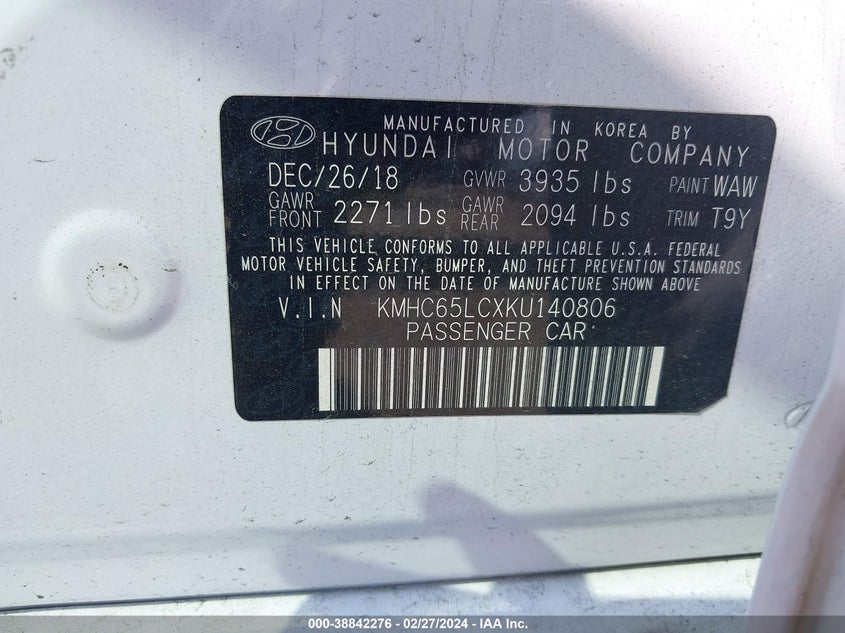 MANUFACTURED IN KOREA BY
HYUNDAI MOTOR COMPANY
DEC/26/18 GVWR 3935 lbs PAINT WAW
GAWR FRONT 2271 lbs GAWR REAR 2094 lbs TRIM T9Y
THIS VEHICLE CONFORMS TO ALL APPLICABLE U.S.A. FEDERAL
MOTOR VEHICLE SAFETY, BUMPER, AND THEFT PREVENTION STANDARDS
IN EFFECT ON THE DATE OF MANUFACTURE SHOWN ABOVE
V.I.N KMHC65LCXKU140806
PASSENGER CAR
000-38842276 - 02/27/2024 - IAA Inc.